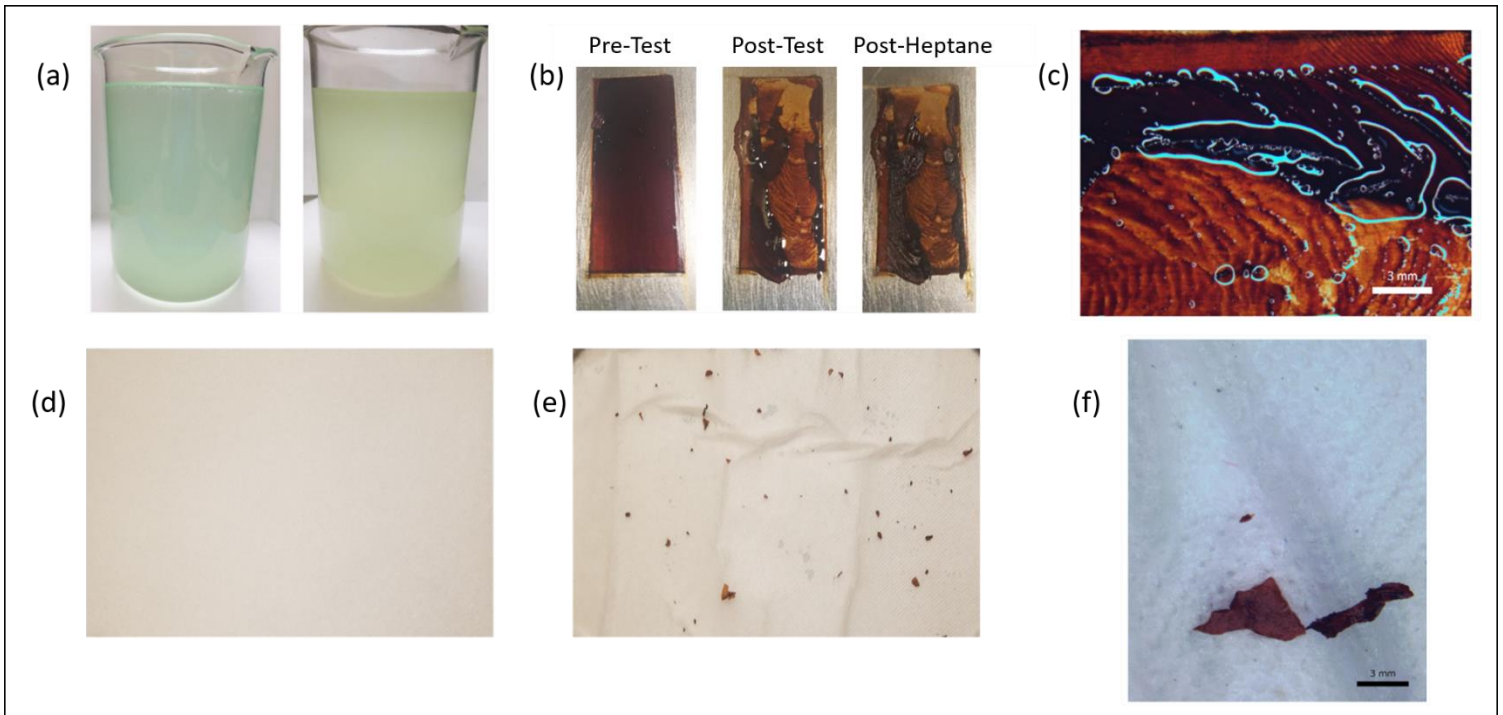 (a)
(b)
Pre-Test Post-Test Post-Heptane
(c)
3 mm
(d)
(e)
(f)
3 mm